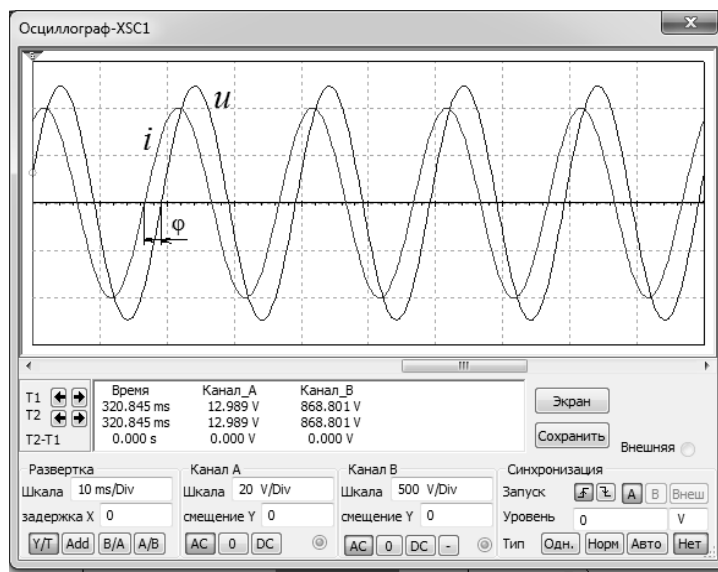 Осциллограф-XSC1
u
i
φ
T1
T2
T2-T1
Время Канал_A Канал_B
320.845 ms 12.989 V 868.801 V
320.845 ms 12.989 V 868.801 V
0.000 s 0.000 V 0.000 V
Экран
Сохранить
Внешняя
Развертка
Шкала 10 ms/Div
задержка X 0
Y/T Add B/A A/B
Канал A
Шкала 20 V/Div
смещение Y 0
AC 0 DC
Канал B
Шкала 500 V/Div
смещение Y 0
AC 0 DC -
Синхронизация
Запуск A B Внеш
Уровень 0 V
Тип Одн. Норм Авто Нет